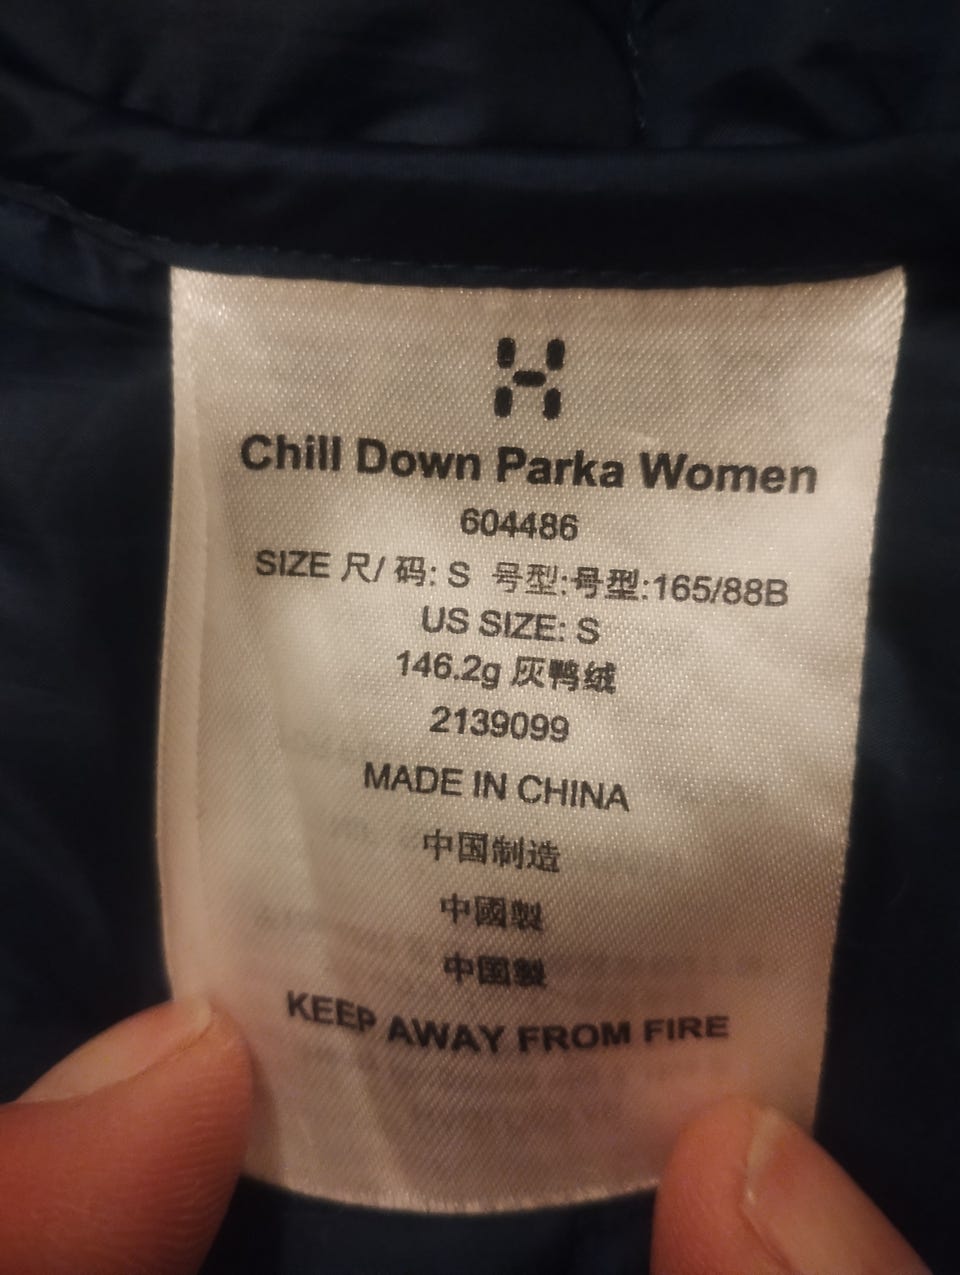 Chill Down Parka Women
604486
SIZE 尺/ 码: S 号型:号型:165/88B
US SIZE: S
146.2g 灰鸭绒
2139099
MADE IN CHINA
中国制造
中國製
中国製
KEEP AWAY FROM FIRE